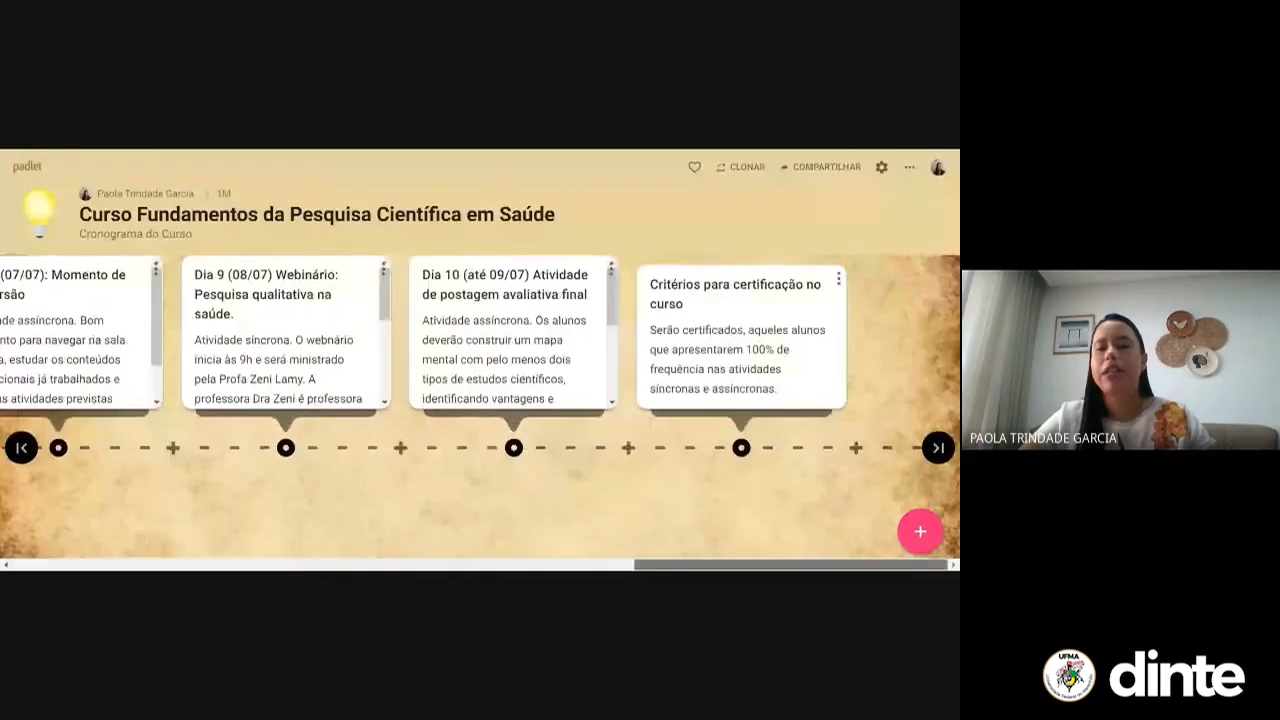 padlet
CLONAR
COMPARTILHAR
Paola Trindade Garcia
1M
Curso Fundamentos da Pesquisa Científica em Saúde
Cronograma do Curso
(07/07): Momento de
de assíncrona. Bom
nto para navegar na sala
a, estudar os conteúdos
cionais já trabalhados e
s atividades previstas
Dia 9 (08/07) Webinário:
Pesquisa qualitativa na
saúde.
Atividade síncrona. O webnário
inicia às 9h e será ministrado
pela Profa Zeni Lamy. A
professora Dra Zeni é professora
Dia 10 (até 09/07) Atividade
de postagem avaliativa final
Atividade assíncrona. Os alunos
deverão construir um mapa
mental com pelo menos dois
tipos de estudos científicos,
identificando vantagens e
Critérios para certificação no
curso
Serão certificados, aqueles alunos
que apresentarem 100% de
frequência nas atividades
síncronas e assíncronas.
PAOLA TRINDADE GARCIA
UFMA
dinte